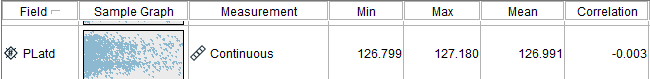 Field Sample Graph Measurement Min Max Mean Correlation
PLatd Continuous 126.799 127.180 126.991 -0.003